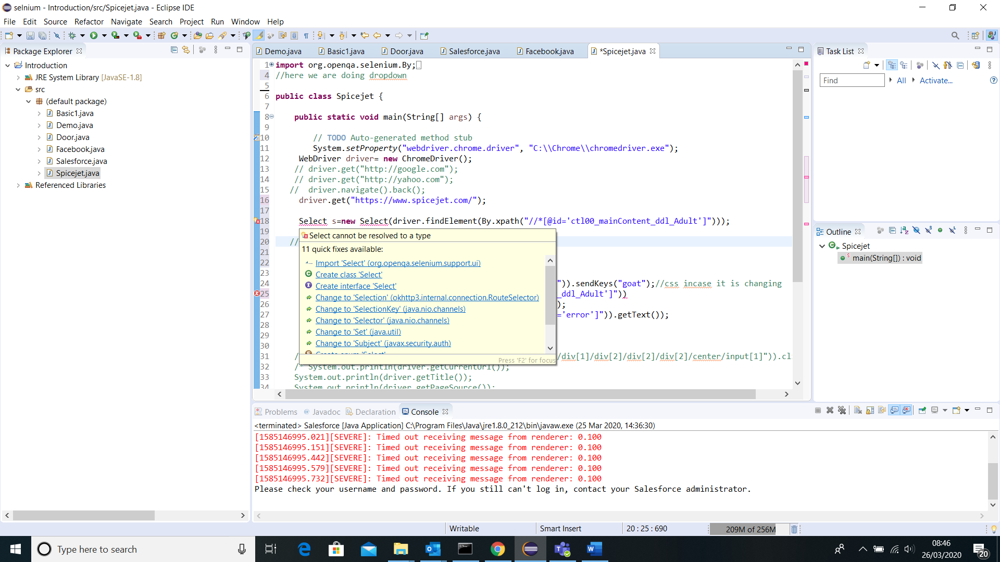 selnium - Introduction/src/Spicejet.java - Eclipse IDE
File Edit Source Refactor Navigate Search Project Run Window Help
Package Explorer
Introduction
JRE System Library [JavaSE-1.8]
src
(default package)
Basic1.java
Demo.java
Door.java
Facebook.java
Salesforce.java
Spicejet.java
Referenced Libraries
Demo.java Basic1.java Door.java Salesforce.java Facebook.java *Spicejet.java
1 import org.openqa.selenium.By;
4 //here we are doing dropdown
5
6 public class Spicejet {
7
8 public static void main(String[] args) {
9
10 // TODO Auto-generated method stub
11 System.setProperty("webdriver.chrome.driver", "C:\\Chrome\\chromedriver.exe");
12 WebDriver driver= new ChromeDriver();
13 // driver.get("http://google.com");
14 // driver.get("http://yahoo.com");
15 // driver.navigate().back();
16 driver.get("https://www.spicejet.com/");
17
18 Select s=new Select(driver.findElement(By.xpath("//*[@id='ctl00_mainContent_ddl_Adult']")));
19
20 //
21
22
23
24 ")).sendKeys("goat");//css incase it is changing
25 _ddl_Adult']"))
26 );
27 ='error']")).getText());
28
29
30
31 / /div[1]/div[2]/div[2]/div[2]/center/input[1]")).cl
32 /* System.out.println(driver.getCurrentUrl());
33 System.out.println(driver.getTitle());
34 System.out.println(driver.getPageSource());
Select cannot be resolved to a type
11 quick fixes available:
Import 'Select' (org.openqa.selenium.support.ui)
Create class 'Select'
Create interface 'Select'
Change to 'Selection' (okhttp3.internal.connection.RouteSelector)
Change to 'SelectionKey' (java.nio.channels)
Change to 'Selector' (java.nio.channels)
Change to 'Set' (java.util)
Change to 'Subject' (javax.security.auth)
Create enum 'Select'
Press 'F2' for focus
Task List
Find All Activate...
Outline
Spicejet
main(String[]) : void
Problems @ Javadoc Declaration Console
<terminated> Salesforce [Java Application] C:\Program Files\Java\jre1.8.0_212\bin\javaw.exe (25 Mar 2020, 14:36:30)
[1585146995.021][SEVERE]: Timed out receiving message from renderer: 0.100
[1585146995.151][SEVERE]: Timed out receiving message from renderer: 0.100
[1585146995.442][SEVERE]: Timed out receiving message from renderer: 0.100
[1585146995.579][SEVERE]: Timed out receiving message from renderer: 0.100
[1585146995.732][SEVERE]: Timed out receiving message from renderer: 0.100
Please check your username and password. If you still can't log in, contact your Salesforce administrator.
Writable Smart Insert 20 : 25 : 690 209M of 256M
Type here to search
08:46
26/03/2020
20